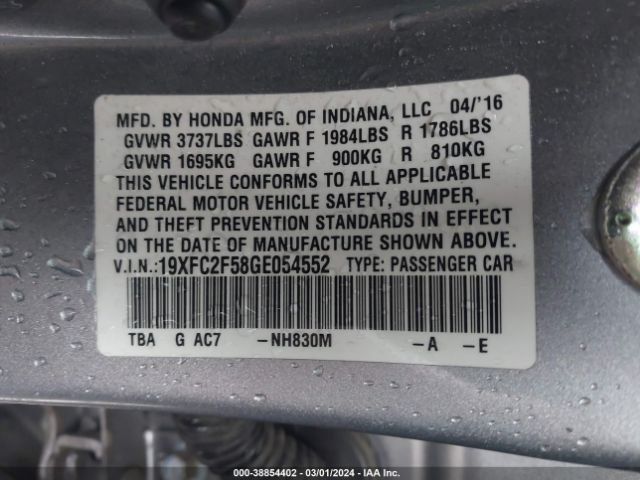 MFD. BY HONDA MFG. OF INDIANA, LLC 04/'16
GVWR 3737LBS GAWR F 1984LBS R 1786LBS
GVWR 1695KG GAWR F 900KG R 810KG
THIS VEHICLE CONFORMS TO ALL APPLICABLE
FEDERAL MOTOR VEHICLE SAFETY, BUMPER,
AND THEFT PREVENTION STANDARDS IN EFFECT
ON THE DATE OF MANUFACTURE SHOWN ABOVE.
V.I.N.:19XFC2F58GE054552 TYPE: PASSENGER CAR
TBA G AC7 -NH830M -A -E
000-38854402 - 03/01/2024 - IAA Inc.